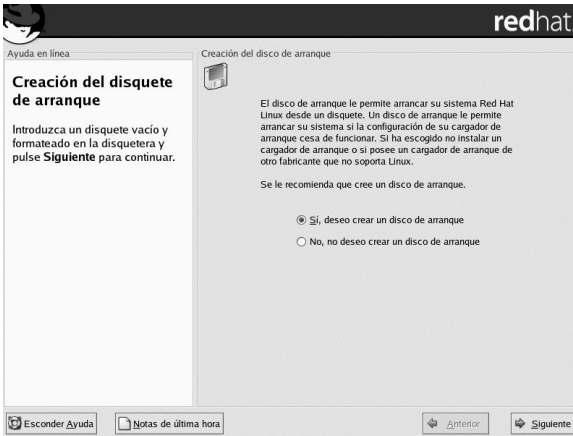 redhat
Ayuda en línea
Creación del disquete
de arranque
Introduzca un disquete vacío y
formateado en la disquetera y
pulse Siguiente para continuar.
Creación del disco de arranque
El disco de arranque le permite arrancar su sistema Red Hat
Linux desde un disquete. Un disco de arranque le permite
arrancar su sistema si la configuración de su cargador de
arranque cesa de funcionar. Si ha escogido no instalar un
cargador de arranque o si posee un cargador de arranque de
otro fabricante que no soporta Linux.
Se le recomienda que cree un disco de arranque.
Sí, deseo crear un disco de arranque
No, no deseo crear un disco de arranque
Esconder Ayuda
Notas de última hora
Anterior
Siguiente